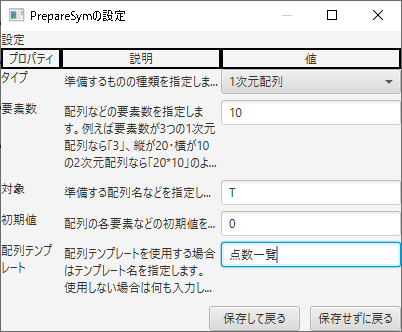 PrepareSymの設定
設定
プロパティ 説明 値
タイプ 準備するものの種類を指定しま... 1次元配列
要素数 配列などの要素数を指定しま 10
す。例えば要素数が3つの1次元
配列なら「3」、縦が20・横が10
の2次元配列なら「20*10」のよ...
対象 準備する配列名などを指定し... T
初期値 配列の各要素などの初期値を... 0
配列テンプ 配列テンプレートを使用する場合 点数一覧
レート はテンプレート名を指定します。
使用しない場合は何も入力し...
保存して戻る 保存せずに戻る